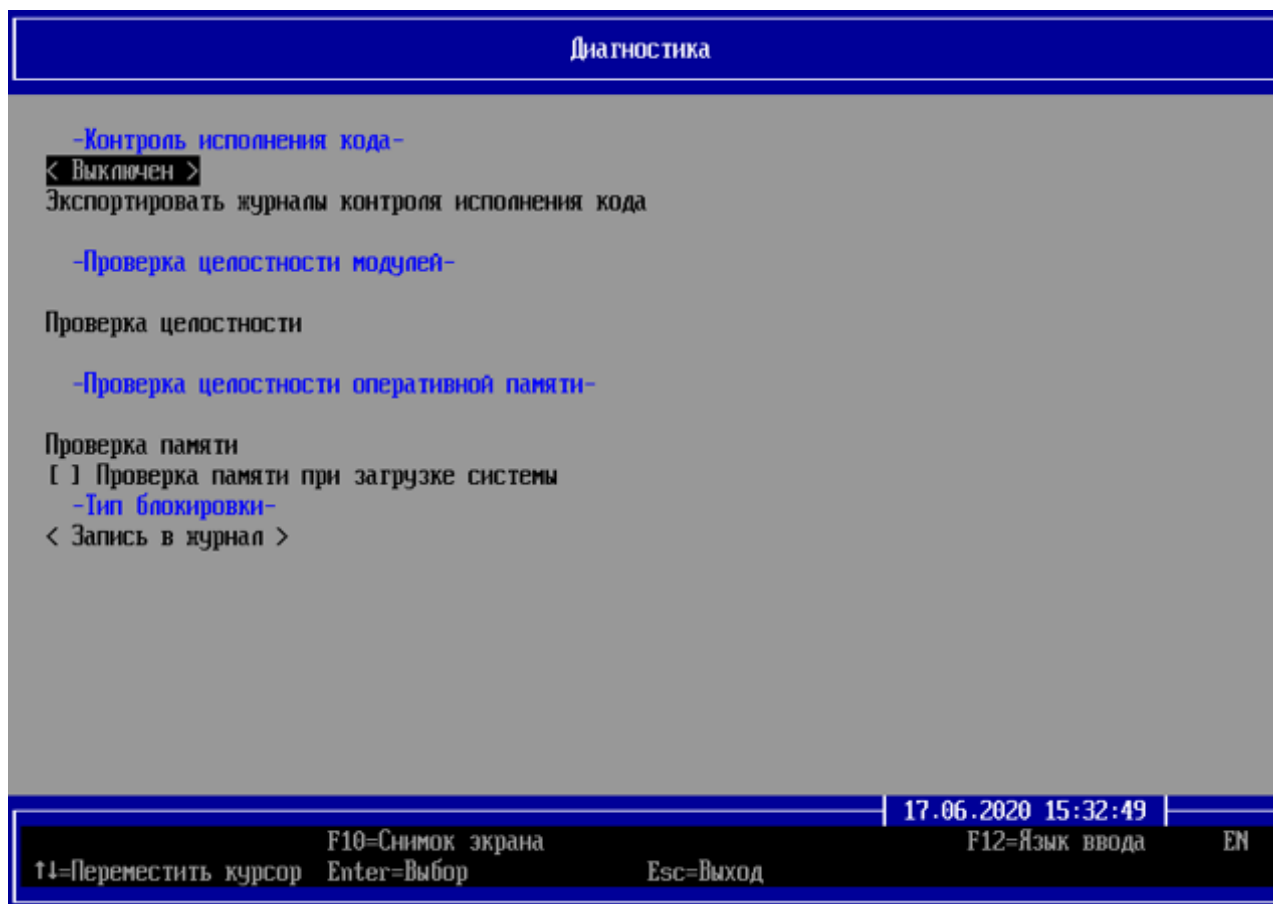 Диагностика
-Контроль исполнения кода-
< Выключен >
Экспортировать журналы контроля исполнения кода
-Проверка целостности модулей-
Проверка целостности
-Проверка целостности оперативной памяти-
Проверка памяти
[ ] Проверка памяти при загрузке системы
-Тип блокировки-
< Запись в журнал >
17.06.2020 15:32:49
F10=Снимок экрана F12=Язык ввода EN
↑↓=Переместить курсор Enter=Выбор Esc=Выход